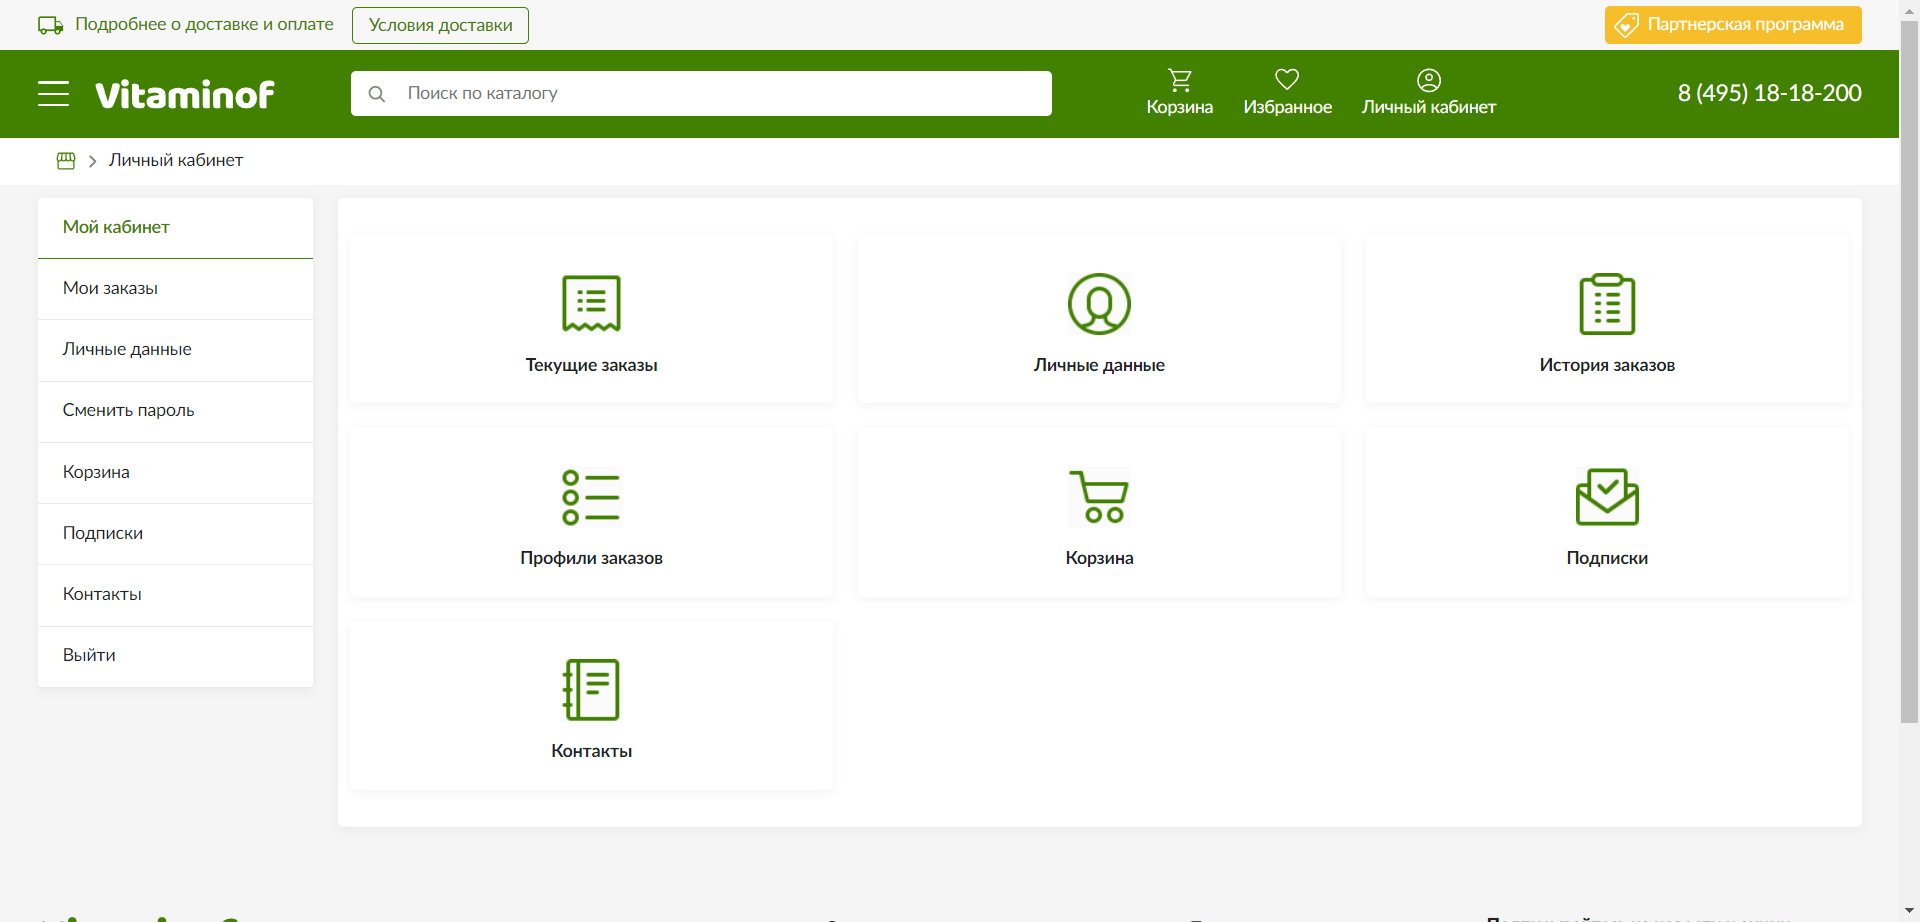 Подробнее о доставке и оплате
Условия доставки
Партнерская программа
Vitaminof
Поиск по каталогу
Корзина
Избранное
Личный кабинет
8 (495) 18-18-200
Личный кабинет
Мой кабинет
Мои заказы
Личные данные
Сменить пароль
Корзина
Подписки
Контакты
Выйти
Текущие заказы
Личные данные
История заказов
Профили заказов
Корзина
Подписки
Контакты